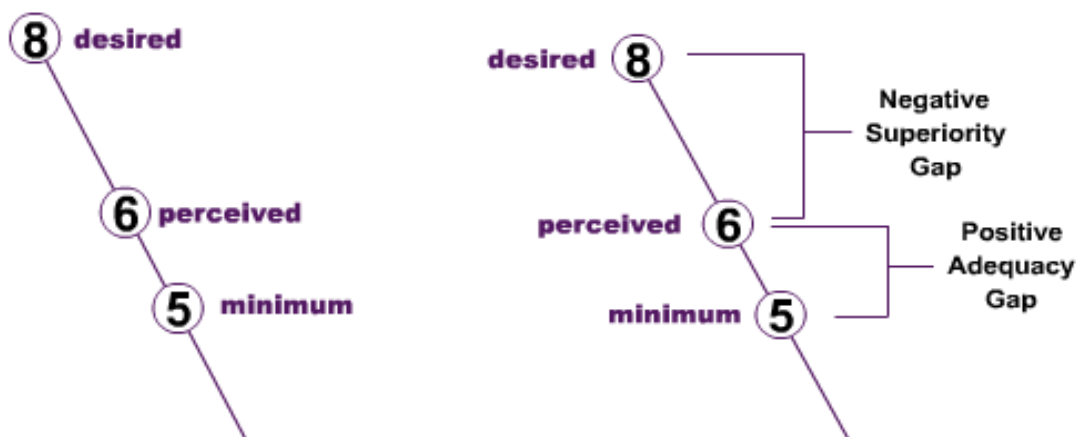 8 desired
6 perceived
5 minimum
desired 8
Negative
Superiority
Gap
perceived 6
Positive
Adequacy
Gap
minimum 5